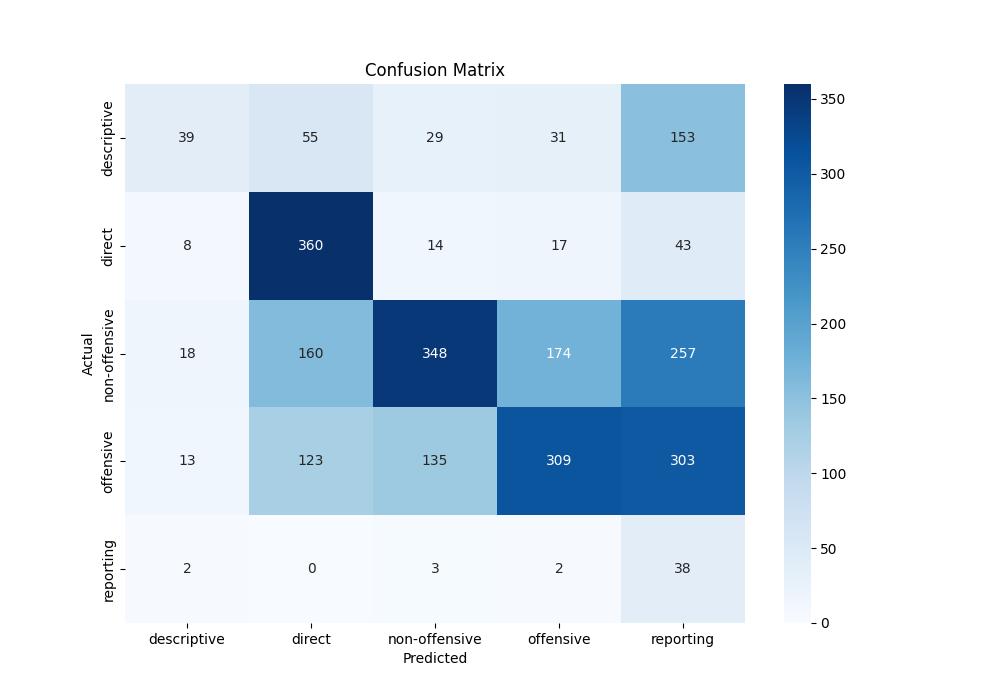 Confusion Matrix
descriptive 39 55 29 31 153
direct 8 360 14 17 43
non-offensive 18 160 348 174 257
offensive 13 123 135 309 303
reporting 2 0 3 2 38
Actual
descriptive direct non-offensive offensive reporting
Predicted
350
300
250
200
150
100
50
0